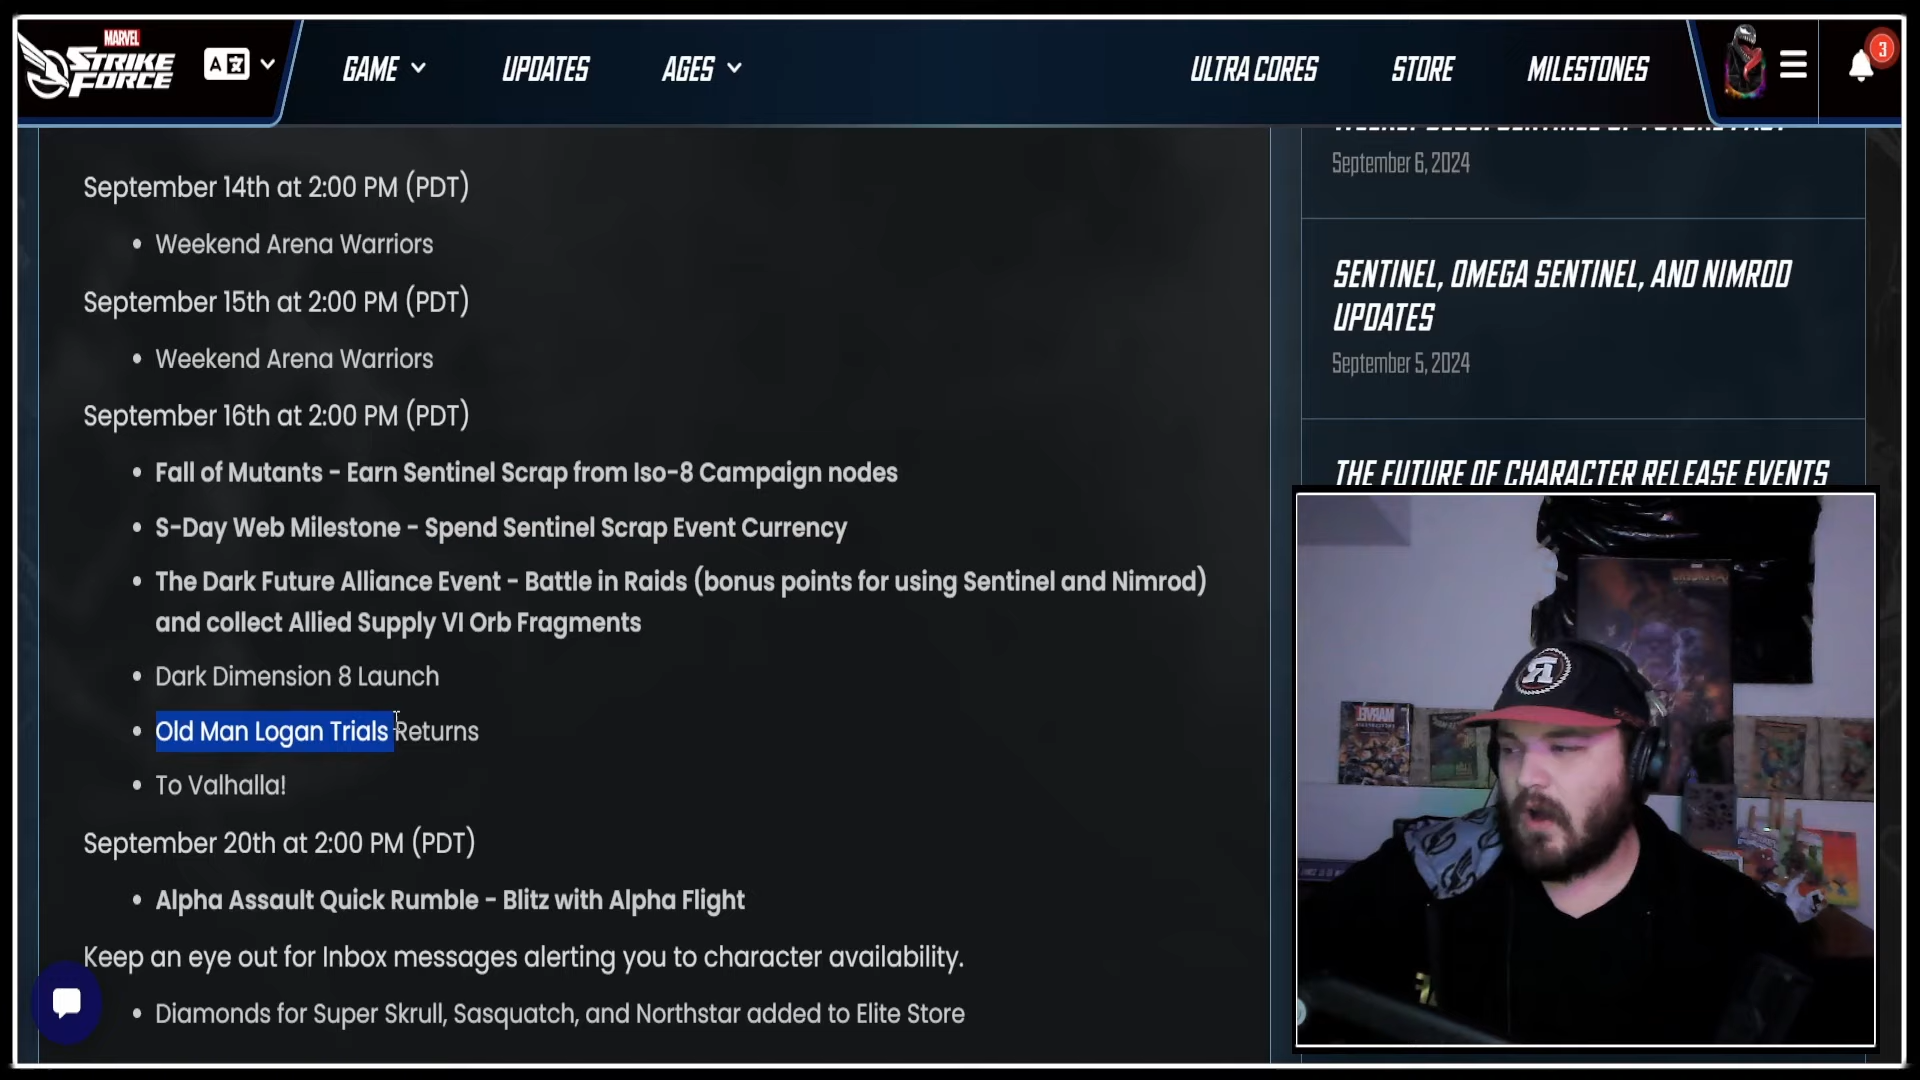 MARVEL
STRIKE
FORCE
GAME
UPDATES
AGES
ULTRA CORES
STORE
MILESTONES
3
September 14th at 2:00 PM (PDT)
• Weekend Arena Warriors
September 15th at 2:00 PM (PDT)
• Weekend Arena Warriors
September 16th at 2:00 PM (PDT)
• Fall of Mutants - Earn Sentinel Scrap from Iso-8 Campaign nodes
• S-Day Web Milestone - Spend Sentinel Scrap Event Currency
• The Dark Future Alliance Event - Battle in Raids (bonus points for using Sentinel and Nimrod)
and collect Allied Supply VI Orb Fragments
• Dark Dimension 8 Launch
• Old Man Logan Trials Returns
• To Valhalla!
September 20th at 2:00 PM (PDT)
• Alpha Assault Quick Rumble - Blitz with Alpha Flight
Keep an eye out for Inbox messages alerting you to character availability.
• Diamonds for Super Skrull, Sasquatch, and Northstar added to Elite Store
September 6, 2024
SENTINEL, OMEGA SENTINEL, AND NIMROD
UPDATES
September 5, 2024
THE FUTURE OF CHARACTER RELEASE EVENTS